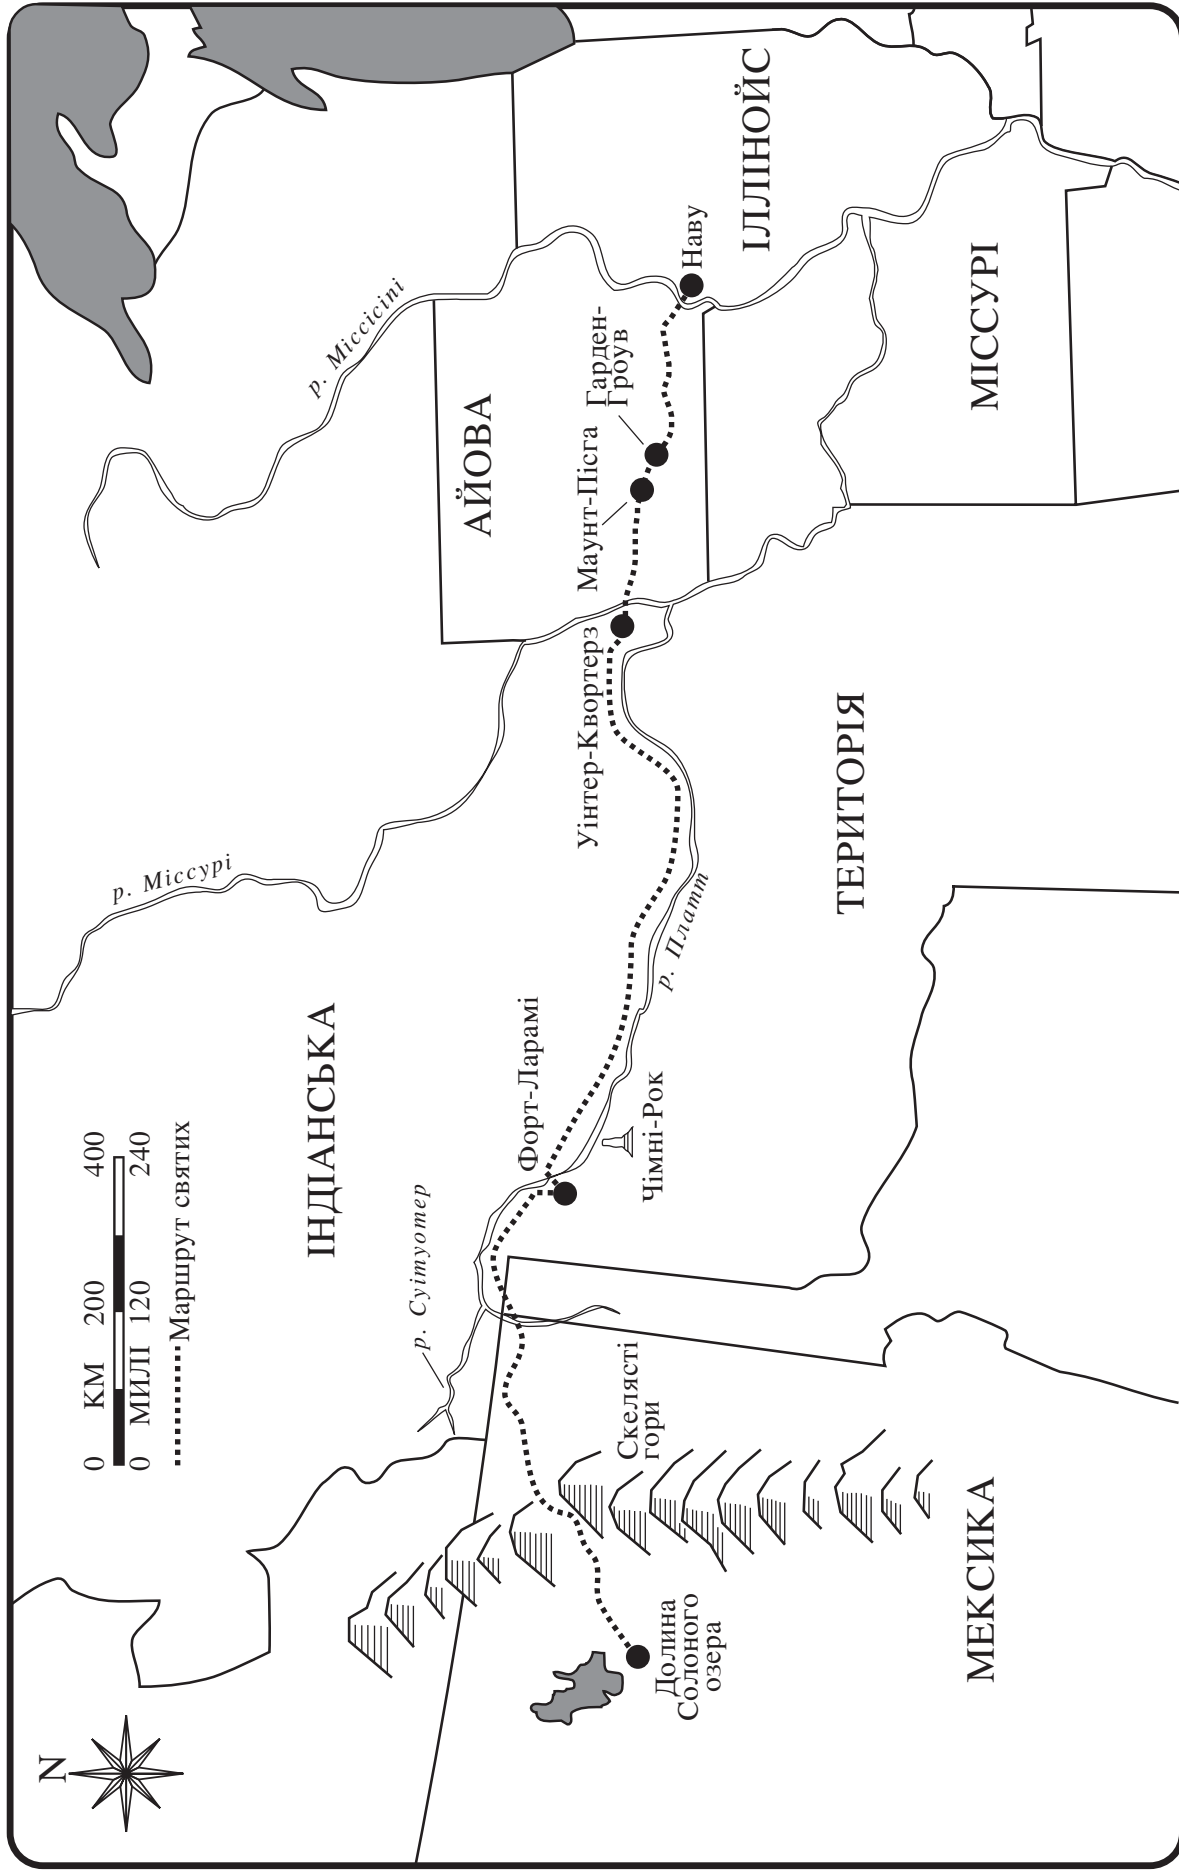 N
0 КМ 200 400
0 МИЛІ 120 240
Маршрут святих
р. Міссурі
р. Міссісіпі
ІНДІАНСЬКА
р. Суітуотер
АЙОВА
Форт-Ларамі
Уінтер-Квортерз
Маунт-Пісга
Гарден-
Гроув
Наву
Скелясті
гори
Чімні-Рок
р. Платт
Долина
Солоного
озера
ІЛЛІНОЙС
ТЕРИТОРІЯ
МЕКСИКА
МІССУРІ